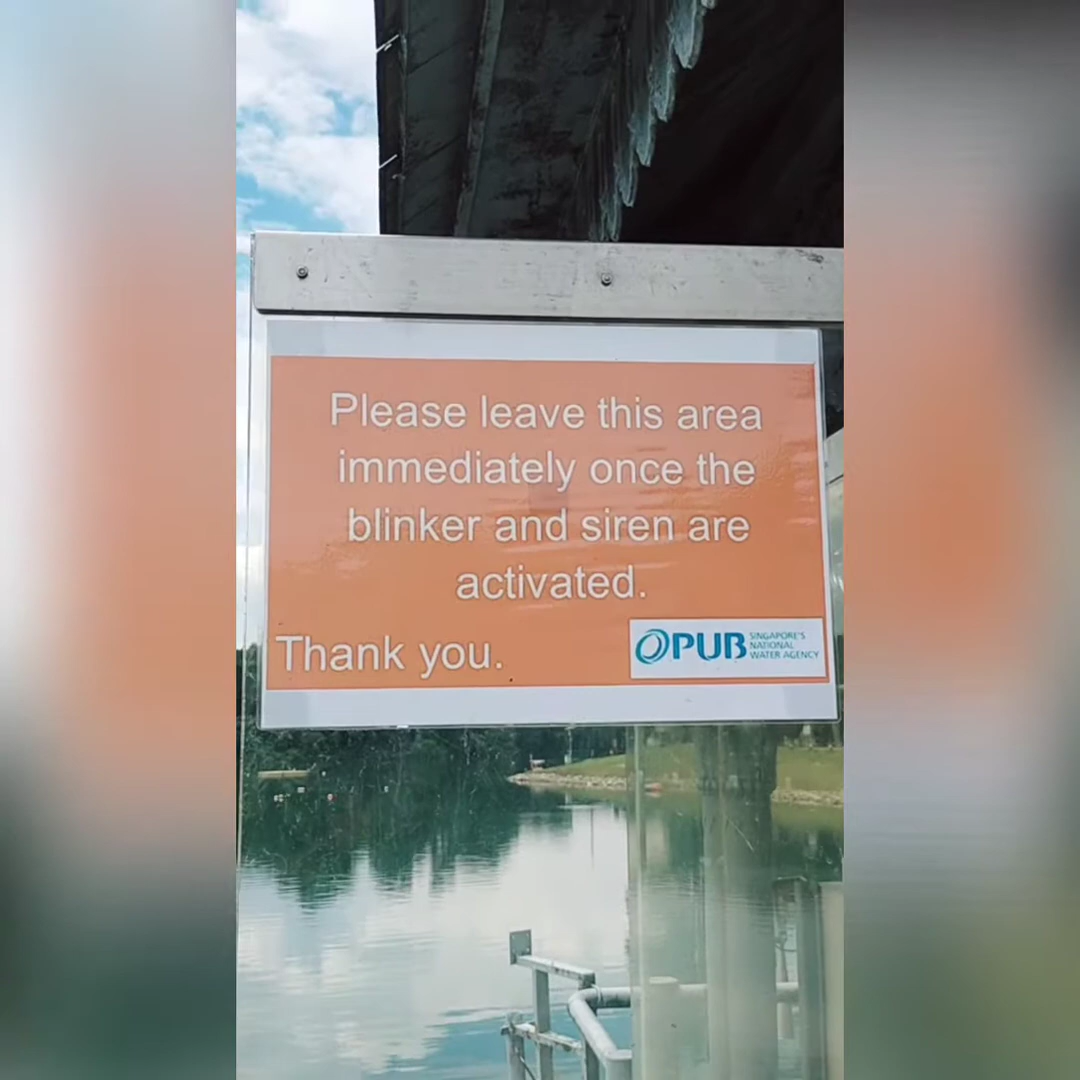 Please leave this area
immediately once the
blinker and siren are
activated.
Thank you.
PUB
SINGAPORE'S
NATIONAL
WATER AGENCY